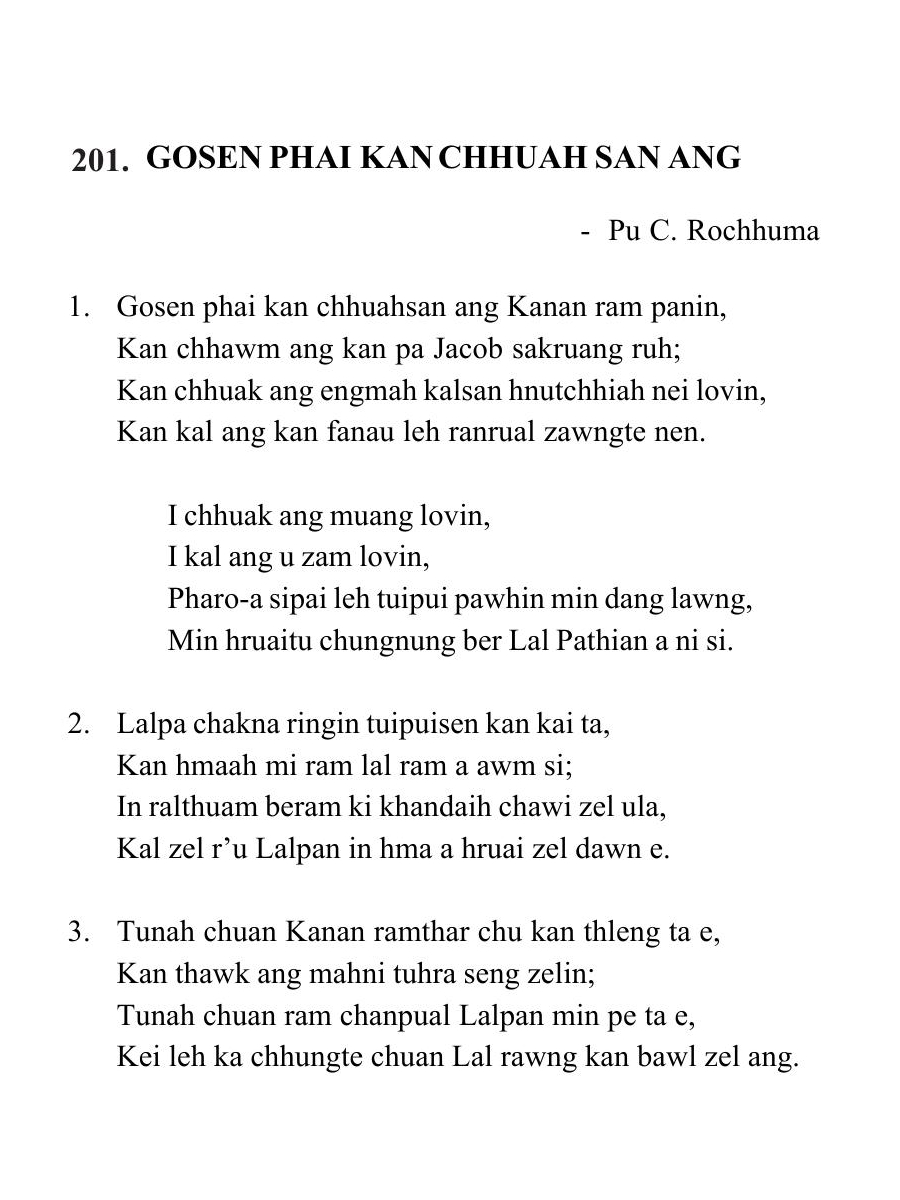 201. GOSEN PHAI KAN CHHUAH SAN ANG
- Pu C. Rochhuma
1. Gosen phai kan chhuahsan ang Kanan ram panin,
Kan chhawm ang kan pa Jacob sakruang ruh;
Kan chhuak ang engmah kalsan hnutchhiah nei lovin,
Kan kal ang kan fanau leh ranrual zawngte nen.
I chhuak ang muang lovin,
I kal ang u zam lovin,
Pharo-a sipai leh tuipui pawhin min dang lawng,
Min hruaitu chungnung ber Lal Pathian a ni si.
2. Lalpa chakna ringin tuipuisen kan kai ta,
Kan hmaah mi ram lal ram a awm si;
In ralthuam beram ki khandaih chawi zel ula,
Kal zel r’u Lalpan in hma a hruai zel dawn e.
3. Tunah chuan Kanan ramthar chu kan thleng ta e,
Kan thawk ang mahni tuhra seng zelin;
Tunah chuan ram chanpual Lalpan min pe ta e,
Kei leh ka chhungte chuan Lal rawng kan bawl zel ang.